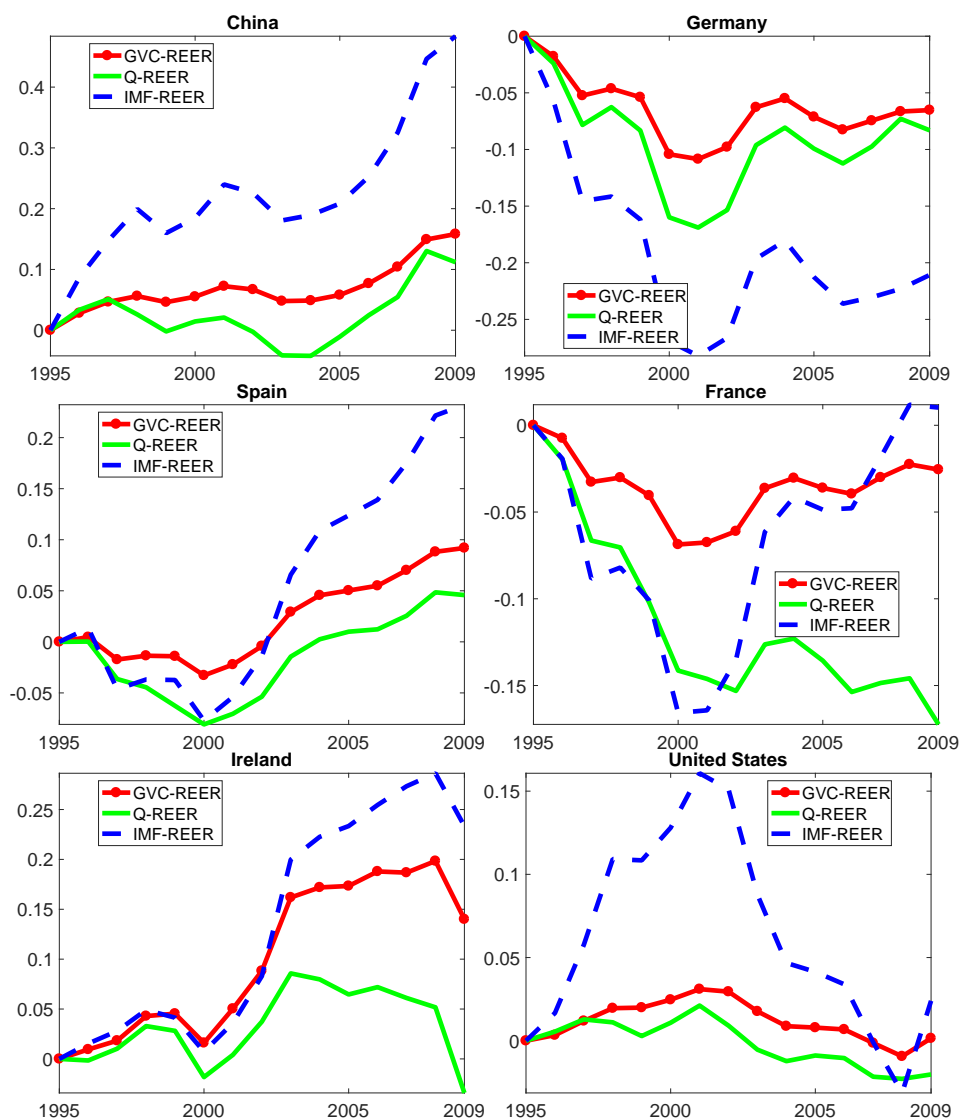 China
GVC-REER
Q-REER
IMF-REER
0.4
0.3
0.2
0.1
0
1995
2000
2005
2009
Germany
0
-0.05
-0.1
-0.15
-0.2
-0.25
GVC-REER
Q-REER
IMF-REER
1995
2000
2005
2009
Spain
GVC-REER
Q-REER
IMF-REER
0.2
0.15
0.1
0.05
0
-0.05
1995
2000
2005
2009
France
0
-0.05
-0.1
-0.15
GVC-REER
Q-REER
IMF-REER
1995
2000
2005
2009
Ireland
GVC-REER
Q-REER
IMF-REER
0.25
0.2
0.15
0.1
0.05
0
1995
2000
2005
2009
United States
GVC-REER
Q-REER
IMF-REER
0.15
0.1
0.05
0
1995
2000
2005
2009